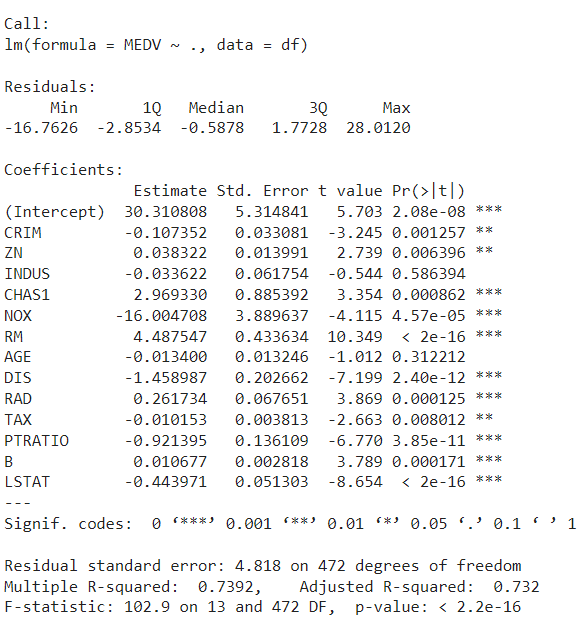 Call:
lm(formula = MEDV ~ ., data = df)
Residuals:
Min 1Q Median 3Q Max
-16.7626 -2.8534 -0.5878 1.7728 28.0120
Coefficients:
Estimate Std. Error t value Pr(>|t|)
(Intercept) 30.310808 5.314841 5.703 2.08e-08 ***
CRIM -0.107352 0.033081 -3.245 0.001257 **
ZN 0.038322 0.013991 2.739 0.006396 **
INDUS -0.033622 0.061754 -0.544 0.586394
CHAS1 2.969330 0.885392 3.354 0.000862 ***
NOX -16.004708 3.889637 -4.115 4.57e-05 ***
RM 4.487547 0.433634 10.349 < 2e-16 ***
AGE -0.013400 0.013246 -1.012 0.312212
DIS -1.458987 0.202662 -7.199 2.40e-12 ***
RAD 0.261734 0.067651 3.869 0.000125 ***
TAX -0.010153 0.003813 -2.663 0.008012 **
PTRATIO -0.921395 0.136109 -6.770 3.85e-11 ***
B 0.010677 0.002818 3.789 0.000171 ***
LSTAT -0.443971 0.051303 -8.654 < 2e-16 ***
---
Signif. codes: 0 ‘***’ 0.001 ‘**’ 0.01 ‘*’ 0.05 ‘.’ 0.1 ‘ ’ 1
Residual standard error: 4.818 on 472 degrees of freedom
Multiple R-squared: 0.7392, Adjusted R-squared: 0.732
F-statistic: 102.9 on 13 and 472 DF, p-value: < 2.2e-16